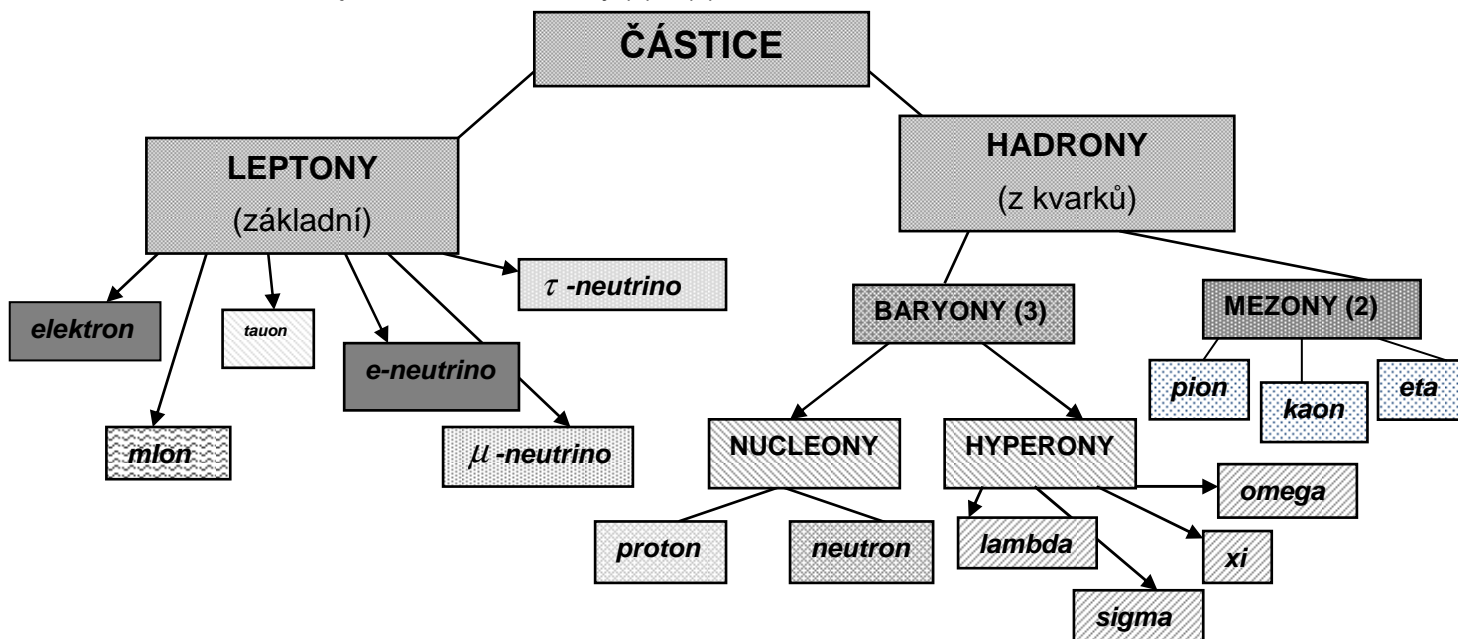 ČÁSTICE
LEPTONY
(základní)
HADRONY
(z kvarků)
τ -neutrino
elektron
tauon
e-neutrino
mIon
μ -neutrino
BARYONY (3)
MEZONY (2)
pion
kaon
eta
NUCLEONY
HYPERONY
omega
proton
neutron
lambda
xi
sigma